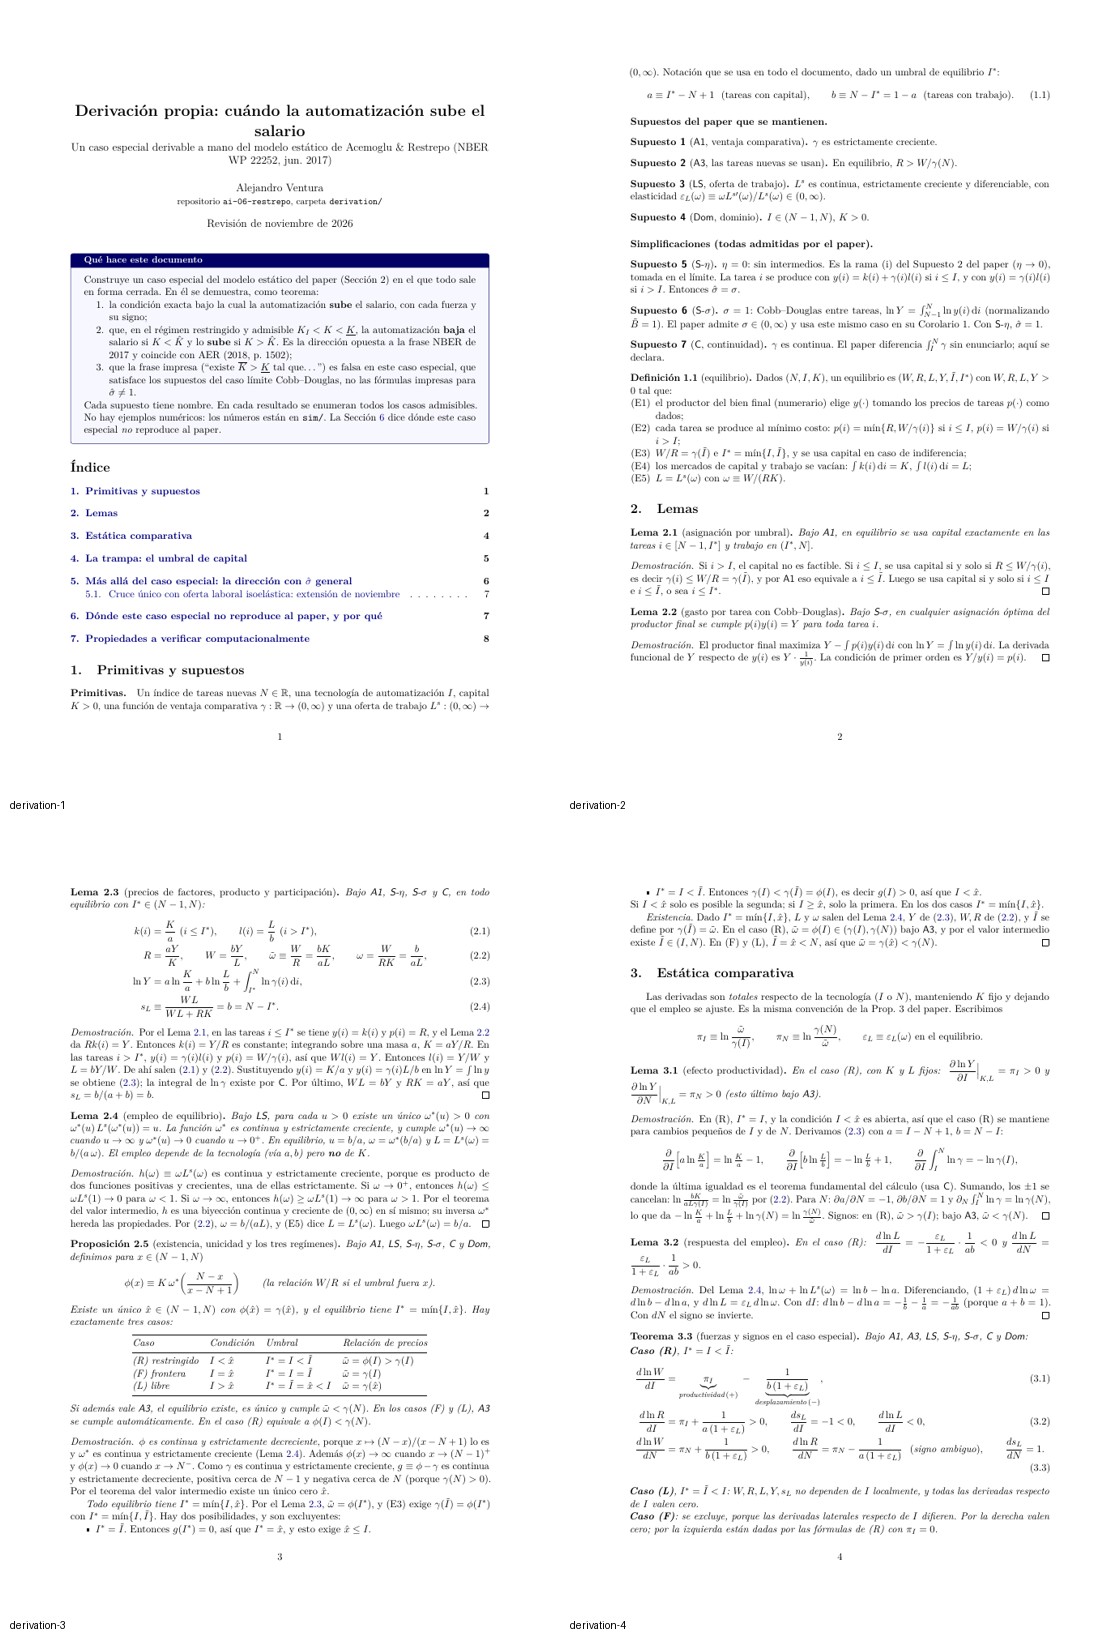 Derivación propia: cuándo la automatización sube el
salario
Un caso especial derivable a mano del modelo estático de Acemoglu & Restrepo (NBER
WP 22252, jun. 2017)
Alejandro Ventura
repositorio ai-06-restrepo, carpeta derivation/
Revisión de noviembre de 2026
Qué hace este documento
Construye un caso especial del modelo estático del paper (Sección 2) en el que todo sale
en forma cerrada. En él se demuestra, como teorema:
1. la condición exacta bajo la cual la automatización sube el salario, con cada fuerza y
su signo;
2. que, en el régimen restringido y admisible K_I < K < K̲, la automatización baja el
salario si K < K̃ y lo sube si K > K̃. Es la dirección opuesta a la frase NBER de
2017 y coincide con AER (2018, p. 1502);
3. que la frase impresa (“existe K̅ > K̲ tal que. . . ”) es falsa en este caso especial, que
satisface los supuestos del caso límite Cobb–Douglas, no las fórmulas impresas para
σ̂ ≠ 1.
Cada supuesto tiene nombre. En cada resultado se enumeran todos los casos admisibles.
No hay ejemplos numéricos: los números están en sim/. La Sección 6 dice dónde este caso
especial no reproduce al paper.
Índice
1. Primitivas y supuestos 1
2. Lemas 2
3. Estática comparativa 4
4. La trampa: el umbral de capital 5
5. Más allá del caso especial: la dirección con σ̂ general 6
5.1. Cruce único con oferta laboral isoelástica: extensión de noviembre . . . . . . . . 7
6. Dónde este caso especial no reproduce al paper, y por qué 7
7. Propiedades a verificar computacionalmente 8
1. Primitivas y supuestos
Primitivas. Un índice de tareas nuevas N ∈ ℝ, una tecnología de automatización I, capital
K > 0, una función de ventaja comparativa γ : ℝ → (0, ∞) y una oferta de trabajo L^s : (0, ∞) →
1
derivation-1
(0, ∞). Notación que se usa en todo el documento, dado un umbral de equilibrio I*:
a ≡ I* − N + 1 (tareas con capital), b ≡ N − I* = 1 − a (tareas con trabajo). (1.1)
Supuestos del paper que se mantienen.
Supuesto 1 (A1, ventaja comparativa). γ es estrictamente creciente.
Supuesto 2 (A3, las tareas nuevas se usan). En equilibrio, R > W/γ(N).
Supuesto 3 (LS, oferta de trabajo). L^s es continua, estrictamente creciente y diferenciable, con
elasticidad ε_L(ω) ≡ ωL^s′(ω)/L^s(ω) ∈ (0, ∞).
Supuesto 4 (Dom, dominio). I ∈ (N − 1, N), K > 0.
Simplificaciones (todas admitidas por el paper).
Supuesto 5 (S-η). η = 0: sin intermedios. Es la rama (i) del Supuesto 2 del paper (η → 0),
tomada en el límite. La tarea i se produce con y(i) = k(i) + γ(i)l(i) si i ≤ I, y con y(i) = γ(i)l(i)
si i > I. Entonces σ̂ = σ.
Supuesto 6 (S-σ). σ = 1: Cobb–Douglas entre tareas, ln Y = ∫_{N−1}^N ln y(i) di (normalizando
B̃ = 1). El paper admite σ ∈ (0, ∞) y usa este mismo caso en su Corolario 1. Con S-η, σ̂ = 1.
Supuesto 7 (C, continuidad). γ es continua. El paper diferencia ∫_I^N γ sin enunciarlo; aquí se
declara.
Definición 1.1 (equilibrio). Dados (N, I, K), un equilibrio es (W, R, L, Y, Ĩ, I*) con W, R, L, Y >
0 tal que:
(E1) el productor del bien final (numerario) elige y(·) tomando los precios de tareas p(·) como
dados;
(E2) cada tarea se produce al mínimo costo: p(i) = mín{R, W/γ(i)} si i ≤ I, p(i) = W/γ(i) si
i > I;
(E3) W/R = γ(Ĩ) e I* = mín{I, Ĩ}, y se usa capital en caso de indiferencia;
(E4) los mercados de capital y trabajo se vacían: ∫ k(i) di = K, ∫ l(i) di = L;
(E5) L = L^s(ω) con ω ≡ W/(RK).
2. Lemas
Lema 2.1 (asignación por umbral). Bajo A1, en equilibrio se usa capital exactamente en las
tareas i ∈ [N − 1, I*] y trabajo en (I*, N].
Demostración. Si i > I, el capital no es factible. Si i ≤ I, se usa capital si y solo si R ≤ W/γ(i),
es decir γ(i) ≤ W/R = γ(Ĩ), y por A1 eso equivale a i ≤ Ĩ. Luego se usa capital si y solo si i ≤ I
e i ≤ Ĩ, o sea i ≤ I*. □
Lema 2.2 (gasto por tarea con Cobb–Douglas). Bajo S-σ, en cualquier asignación óptima del
productor final se cumple p(i)y(i) = Y para toda tarea i.
Demostración. El productor final maximiza Y − ∫ p(i)y(i) di con ln Y = ∫ ln y(i) di. La derivada
funcional de Y respecto de y(i) es Y · 1/y(i). La condición de primer orden es Y/y(i) = p(i). □
2
derivation-2
Lema 2.3 (precios de factores, producto y participación). Bajo A1, S-η, S-σ y C, en todo
equilibrio con I* ∈ (N − 1, N):
k(i) = K/a (i ≤ I*), l(i) = L/b (i > I*), (2.1)
R = aY/K, W = bY/L, ω̃ ≡ W/R = bK/aL, ω = W/RK = b/aL, (2.2)
ln Y = a ln K/a + b ln L/b + ∫_{I*}^N ln γ(i) di, (2.3)
s_L ≡ WL/(WL + RK) = b = N − I*. (2.4)
Demostración. Por el Lema 2.1, en las tareas i ≤ I* se tiene y(i) = k(i) y p(i) = R, y el Lema 2.2
da Rk(i) = Y. Entonces k(i) = Y/R es constante; integrando sobre una masa a, K = aY/R. En
las tareas i > I*, y(i) = γ(i)l(i) y p(i) = W/γ(i), así que Wl(i) = Y. Entonces l(i) = Y/W y
L = bY/W. De ahí salen (2.1) y (2.2). Sustituyendo y(i) = K/a y y(i) = γ(i)L/b en ln Y = ∫ ln y
se obtiene (2.3); la integral de ln γ existe por C. Por último, WL = bY y RK = aY, así que
s_L = b/(a + b) = b. □
Lema 2.4 (empleo de equilibrio). Bajo LS, para cada u > 0 existe un único ω*(u) > 0 con
ω*(u) L^s(ω*(u)) = u. La función ω* es continua y estrictamente creciente, y cumple ω*(u) → ∞
cuando u → ∞ y ω*(u) → 0 cuando u → 0⁺. En equilibrio, u = b/a, ω = ω*(b/a) y L = L^s(ω) =
b/(a ω). El empleo depende de la tecnología (vía a, b) pero no de K.
Demostración. h(ω) ≡ ωL^s(ω) es continua y estrictamente creciente, porque es producto de
dos funciones positivas y crecientes, una de ellas estrictamente. Si ω → 0⁺, entonces h(ω) ≤
ωL^s(1) → 0 para ω < 1. Si ω → ∞, entonces h(ω) ≥ ωL^s(1) → ∞ para ω > 1. Por el teorema
del valor intermedio, h es una biyección continua y creciente de (0, ∞) en sí mismo; su inversa ω*
hereda las propiedades. Por (2.2), ω = b/(aL), y (E5) dice L = L^s(ω). Luego ωL^s(ω) = b/a. □
Proposición 2.5 (existencia, unicidad y los tres regímenes). Bajo A1, LS, S-η, S-σ, C y Dom,
definimos para x ∈ (N − 1, N)
φ(x) ≡ K ω*((N − x)/(x − N + 1)) (la relación W/R si el umbral fuera x).
Existe un único x̂ ∈ (N − 1, N) con φ(x̂) = γ(x̂), y el equilibrio tiene I* = mín{I, x̂}. Hay
exactamente tres casos:
Caso Condición Umbral Relación de precios
(R) restringido I < x̂ I* = I < Ĩ ω̃ = φ(I) > γ(I)
(F) frontera I = x̂ I* = I = Ĩ ω̃ = γ(I)
(L) libre I > x̂ I* = Ĩ = x̂ < I ω̃ = γ(x̂)
Si además vale A3, el equilibrio existe, es único y cumple ω̃ < γ(N). En los casos (F) y (L), A3
se cumple automáticamente. En el caso (R) equivale a φ(I) < γ(N).
Demostración. φ es continua y estrictamente decreciente, porque x ↦ (N − x)/(x − N + 1) lo es
y ω* es continua y estrictamente creciente (Lema 2.4). Además φ(x) → ∞ cuando x → (N − 1)⁺
y φ(x) → 0 cuando x → N⁻. Como γ es continua y estrictamente creciente, g ≡ φ − γ es continua
y estrictamente decreciente, positiva cerca de N − 1 y negativa cerca de N (porque γ(N) > 0).
Por el teorema del valor intermedio existe un único cero x̂.
Todo equilibrio tiene I* = mín{I, x̂}. Por el Lema 2.3, ω̃ = φ(I*), y (E3) exige γ(Ĩ) = φ(I*)
con I* = mín{I, Ĩ}. Hay dos posibilidades, y son excluyentes:
▪ I* = Ĩ. Entonces g(I*) = 0, así que I* = x̂, y esto exige x̂ ≤ I.
3
derivation-3
▪ I* = I < Ĩ. Entonces γ(I) < γ(Ĩ) = φ(I), es decir g(I) > 0, así que I < x̂.
Si I < x̂ solo es posible la segunda; si I ≥ x̂, solo la primera. En los dos casos I* = mín{I, x̂}.
Existencia. Dado I* = mín{I, x̂}, L y ω salen del Lema 2.4, Y de (2.3), W, R de (2.2), y Ĩ se
define por γ(Ĩ) = ω̃. En el caso (R), ω̃ = φ(I) ∈ (γ(I), γ(N)) bajo A3, y por el valor intermedio
existe Ĩ ∈ (I, N). En (F) y (L), Ĩ = x̂ < N, así que ω̃ = γ(x̂) < γ(N). □
3. Estática comparativa
Las derivadas son totales respecto de la tecnología (I o N), manteniendo K fijo y dejando
que el empleo se ajuste. Es la misma convención de la Prop. 3 del paper. Escribimos
π_I ≡ ln ω̃/γ(I), π_N ≡ ln γ(N)/ω̃, ε_L ≡ ε_L(ω) en el equilibrio.
Lema 3.1 (efecto productividad). En el caso (R), con K y L fijos: ∂ ln Y/∂I |_{K,L} = π_I > 0 y
∂ ln Y/∂N |_{K,L} = π_N > 0 (esto último bajo A3).
Demostración. En (R), I* = I, y la condición I < x̂ es abierta, así que el caso (R) se mantiene
para cambios pequeños de I y de N. Derivamos (2.3) con a = I − N + 1, b = N − I:
∂/∂I [a ln K/a] = ln K/a − 1, ∂/∂I [b ln L/b] = − ln L/b + 1, ∂/∂I ∫_I^N ln γ = − ln γ(I),
donde la última igualdad es el teorema fundamental del cálculo (usa C). Sumando, los ±1 se
cancelan: ln bK/aLγ(I) = ln ω̃/γ(I) por (2.2). Para N: ∂a/∂N = −1, ∂b/∂N = 1 y ∂_N ∫_I^N ln γ = ln γ(N),
lo que da − ln K/a + ln L/b + ln γ(N) = ln γ(N)/ω̃. Signos: en (R), ω̃ > γ(I); bajo A3, ω̃ < γ(N). □
Lema 3.2 (respuesta del empleo). En el caso (R): d ln L/dI = − ε_L/(1 + ε_L) · 1/ab < 0 y d ln L/dN =
ε_L/(1 + ε_L) · 1/ab > 0.
Demostración. Del Lema 2.4, ln ω + ln L^s(ω) = ln b − ln a. Diferenciando, (1 + ε_L) d ln ω =
d ln b − d ln a, y d ln L = ε_L d ln ω. Con dI: d ln b − d ln a = −1/b − 1/a = −1/ab (porque a + b = 1).
Con dN el signo se invierte. □
Teorema 3.3 (fuerzas y signos en el caso especial). Bajo A1, A3, LS, S-η, S-σ, C y Dom:
Caso (R), I* = I < Ĩ:
d ln W/dI = π_I − 1/(b (1 + ε_L)), (3.1)
productividad (+) desplazamiento (−)
d ln R/dI = π_I + 1/(a (1 + ε_L)) > 0, ds_L/dI = −1 < 0, d ln L/dI < 0, (3.2)
d ln W/dN = π_N + 1/(b (1 + ε_L)) > 0, d ln R/dN = π_N − 1/(a (1 + ε_L)) (signo ambiguo), ds_L/dN = 1.
(3.3)
Caso (L), I* = Ĩ < I: W, R, L, Y, s_L no dependen de I localmente, y todas las derivadas respecto
de I valen cero.
Caso (F): se excluye, porque las derivadas laterales respecto de I difieren. Por la derecha valen
cero; por la izquierda están dadas por las fórmulas de (R) con π_I = 0.
4
derivation-4